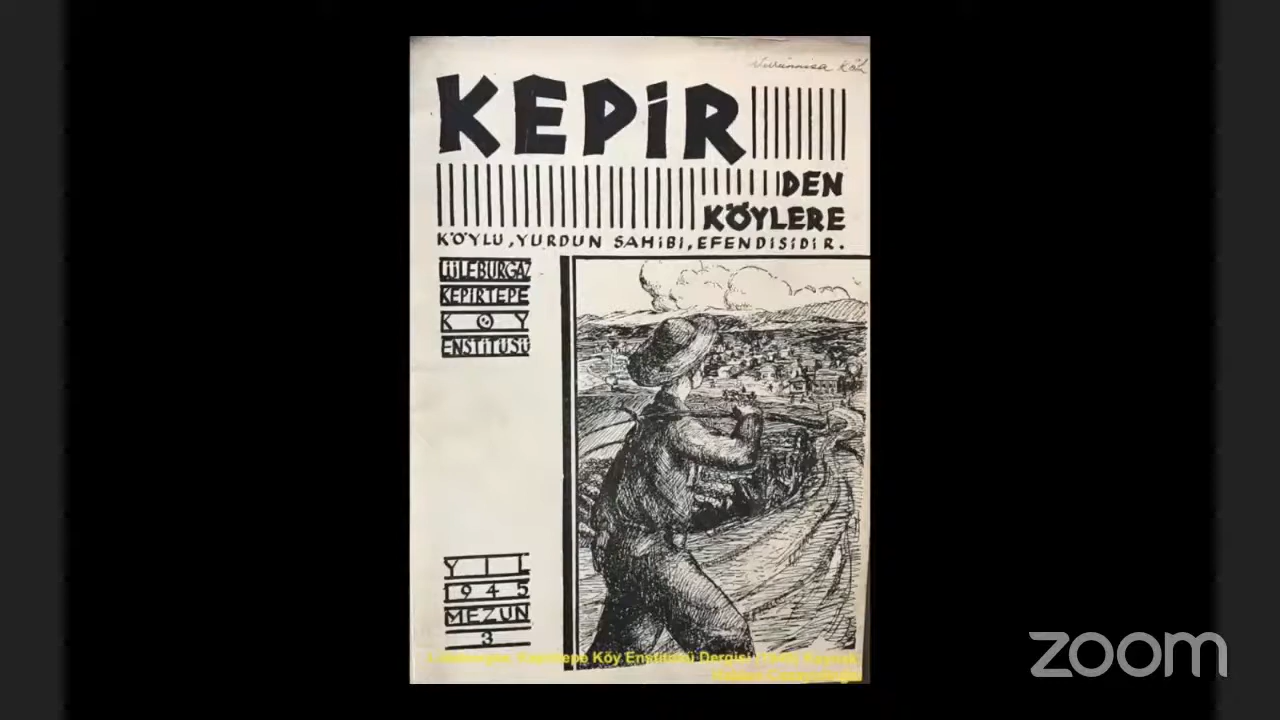 KEPİR
DEN
KÖYLERE
KÖYLÜ, YURDUN SAHİBİ, EFENDİSİDİR.
LÜLEBURGAZ
KEPİRTEPE
KÖY
ENSTİTÜSÜ
YIL
1945
MEZUN
3
Kepirtepe Köy Enstitüsü Dergisi
zoom